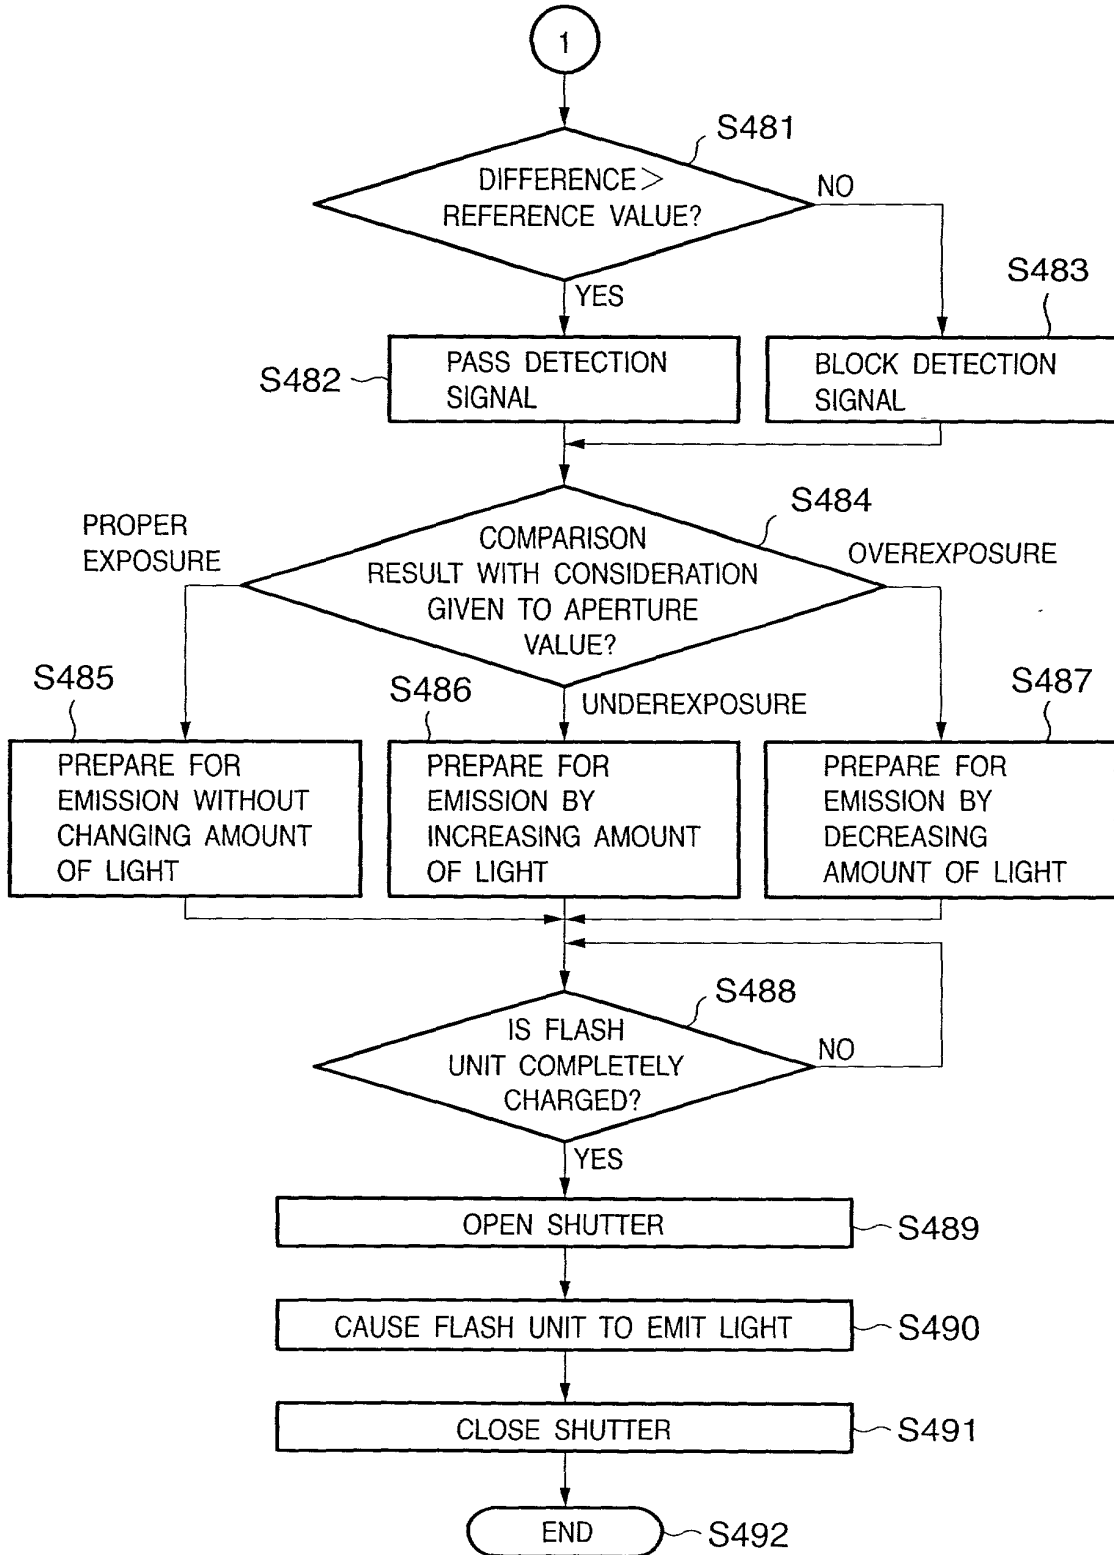 1
S481
DIFFERENCE>
REFERENCE VALUE?
NO
YES
S483
S482
PASS DETECTION
SIGNAL
BLOCK DETECTION
SIGNAL
S484
PROPER
EXPOSURE
COMPARISON
RESULT WITH CONSIDERATION
GIVEN TO APERTURE
VALUE?
OVEREXPOSURE
UNDEREXPOSURE
S485
PREPARE FOR
EMISSION WITHOUT
CHANGING AMOUNT
OF LIGHT
S486
PREPARE FOR
EMISSION BY
INCREASING AMOUNT
OF LIGHT
S487
PREPARE FOR
EMISSION BY
DECREASING
AMOUNT OF LIGHT
S488
IS FLASH
UNIT COMPLETELY
CHARGED?
NO
YES
OPEN SHUTTER
S489
CAUSE FLASH UNIT TO EMIT LIGHT
S490
CLOSE SHUTTER
S491
END
S492